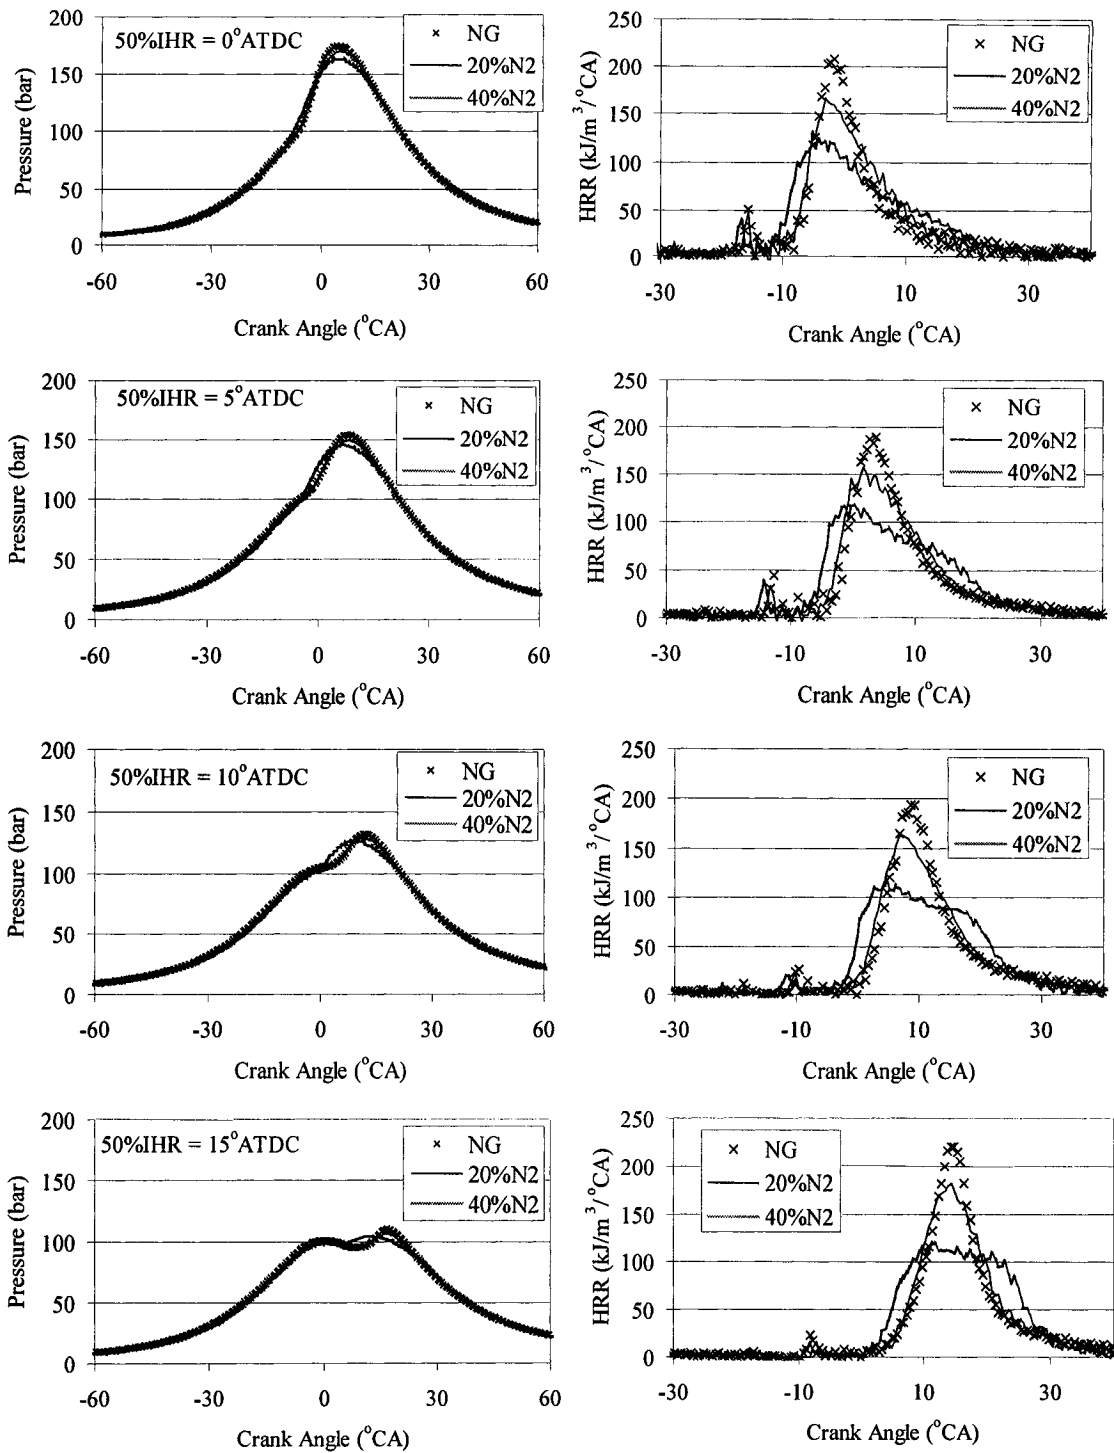 50%IHR = 0°ATDC
NG
20%N2
40%N2
Pressure (bar)
200
150
100
50
0
-60 -30 0 30 60
Crank Angle (°CA)
NG
20%N2
40%N2
HRR (kJ/m³/°CA)
250
200
150
100
50
0
-30 -10 10 30
Crank Angle (°CA)
50%IHR = 5°ATDC
NG
20%N2
40%N2
Pressure (bar)
200
150
100
50
0
-60 -30 0 30 60
Crank Angle (°CA)
NG
20%N2
40%N2
HRR (kJ/m³/°CA)
250
200
150
100
50
0
-30 -10 10 30
Crank Angle (°CA)
50%IHR = 10°ATDC
NG
20%N2
40%N2
Pressure (bar)
200
150
100
50
0
-60 -30 0 30 60
Crank Angle (°CA)
NG
20%N2
40%N2
HRR (kJ/m³/°CA)
250
200
150
100
50
0
-30 -10 10 30
Crank Angle (°CA)
50%IHR = 15°ATDC
NG
20%N2
40%N2
Pressure (bar)
200
150
100
50
0
-60 -30 0 30 60
Crank Angle (°CA)
NG
20%N2
40%N2
HRR (kJ/m³/°CA)
250
200
150
100
50
0
-30 -10 10 30
Crank Angle (°CA)